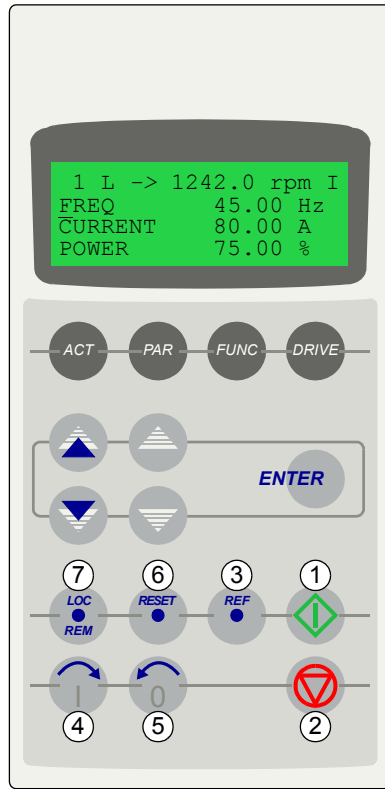 1 L -> 1242.0 rpm I
FREQ 45.00 Hz
CURRENT 80.00 A
POWER 75.00 %
ACT PAR FUNC DRIVE
ENTER
7 6 3 1
LOC RESET REF
REM
I 0
4 5 2